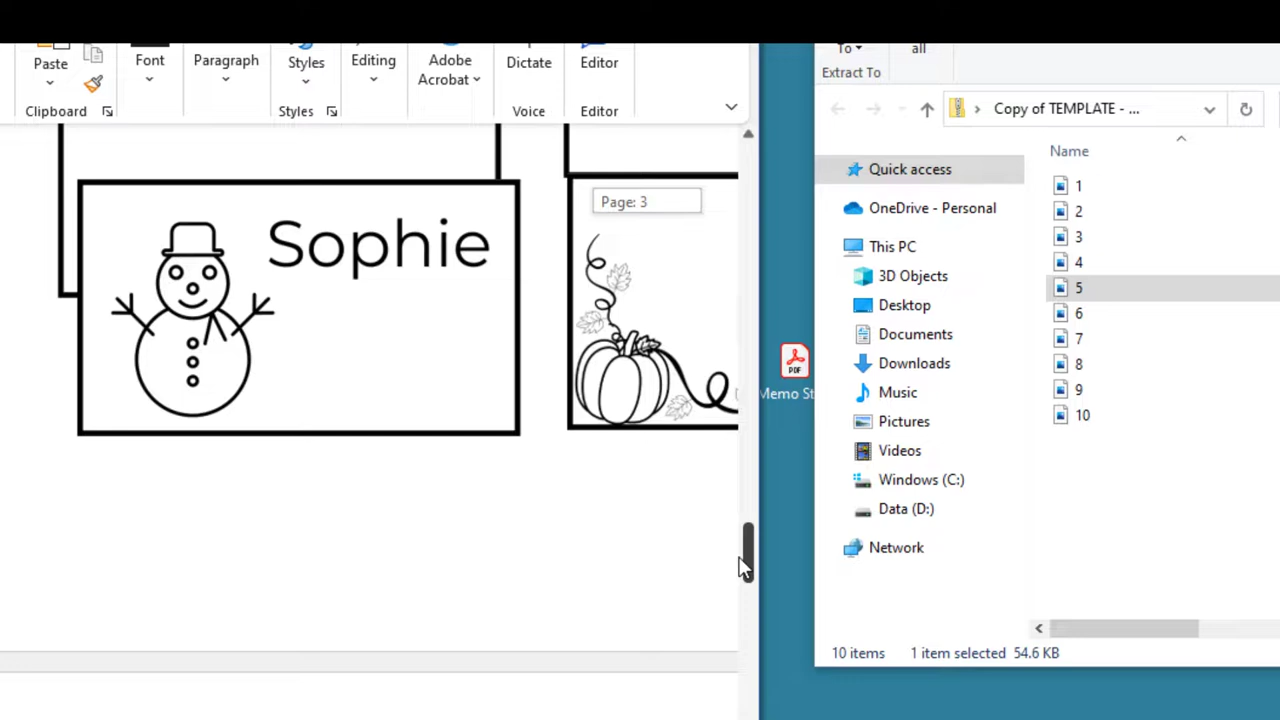 Paste
Font
Paragraph
Styles
Editing
Adobe
Acrobat
Dictate
Editor
Clipboard
Styles
Voice
Editor
Sophie
Page: 3
To
all
Extract To
Copy of TEMPLATE - ...
Name
Quick access
OneDrive - Personal
This PC
3D Objects
Desktop
Documents
Downloads
Music
Pictures
Videos
Windows (C:)
Data (D:)
Network
1
2
3
4
5
6
7
8
9
10
PDF
Memo St
10 items
1 item selected 54.6 KB